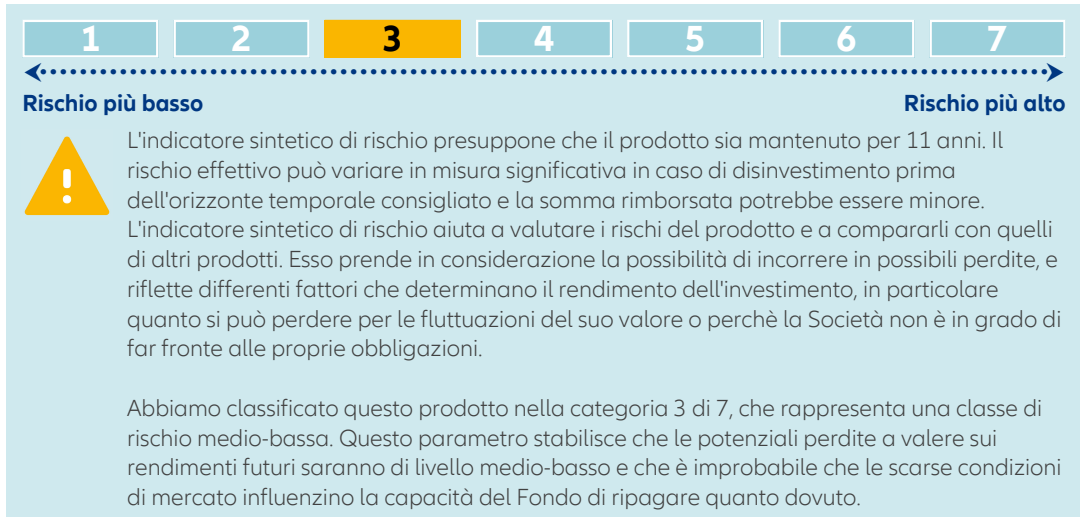 1 2 3 4 5 6 7
Rischio più basso Rischio più alto
L'indicatore sintetico di rischio presuppone che il prodotto sia mantenuto per 11 anni. Il
rischio effettivo può variare in misura significativa in caso di disinvestimento prima
dell'orizzonte temporale consigliato e la somma rimborsata potrebbe essere minore.
L'indicatore sintetico di rischio aiuta a valutare i rischi del prodotto e a compararli con quelli
di altri prodotti. Esso prende in considerazione la possibilità di incorrere in possibili perdite, e
riflette differenti fattori che determinano il rendimento dell'investimento, in particolare
quanto si può perdere per le fluttuazioni del suo valore o perchè la Società non è in grado di
far fronte alle proprie obbligazioni.
Abbiamo classificato questo prodotto nella categoria 3 di 7, che rappresenta una classe di
rischio medio-bassa. Questo parametro stabilisce che le potenziali perdite a valere sui
rendimenti futuri saranno di livello medio-basso e che è improbabile che le scarse condizioni
di mercato influenzino la capacità del Fondo di ripagare quanto dovuto.